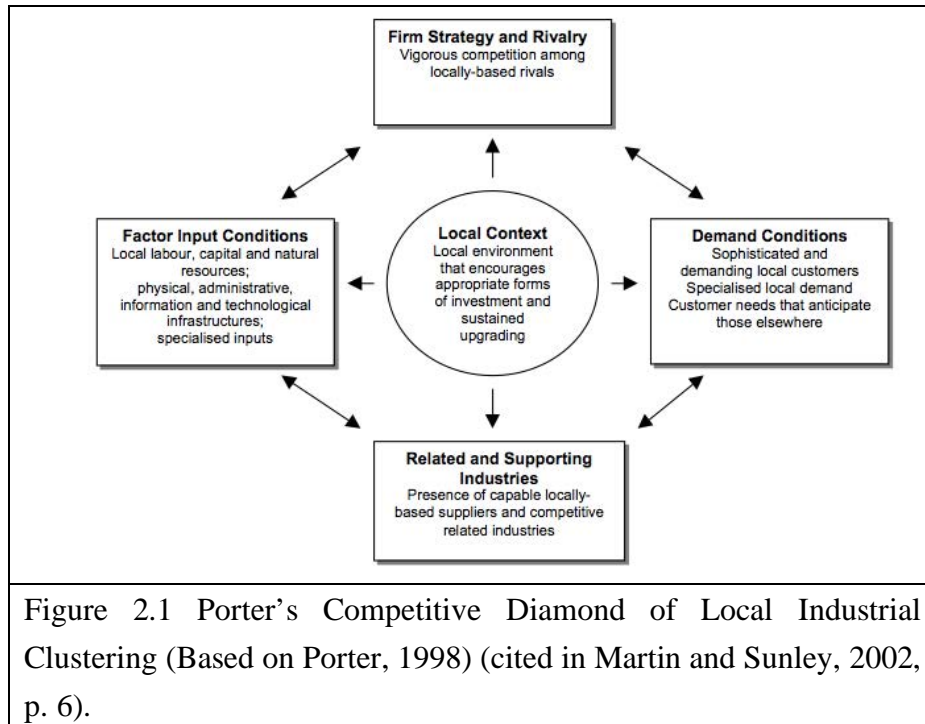 Firm Strategy and Rivalry
Vigorous competition among
locally-based rivals
Factor Input Conditions
Local labour, capital and natural
resources;
physical, administrative,
information and technological
infrastructures;
specialised inputs
Local Context
Local environment
that encourages
appropriate forms
of investment and
sustained
upgrading
Demand Conditions
Sophisticated and
demanding local customers
Specialised local demand
Customer needs that anticipate
those elsewhere
Related and Supporting
Industries
Presence of capable locally-
based suppliers and competitive
related industries
Figure 2.1 Porter’s Competitive Diamond of Local Industrial
Clustering (Based on Porter, 1998) (cited in Martin and Sunley, 2002,
p. 6).